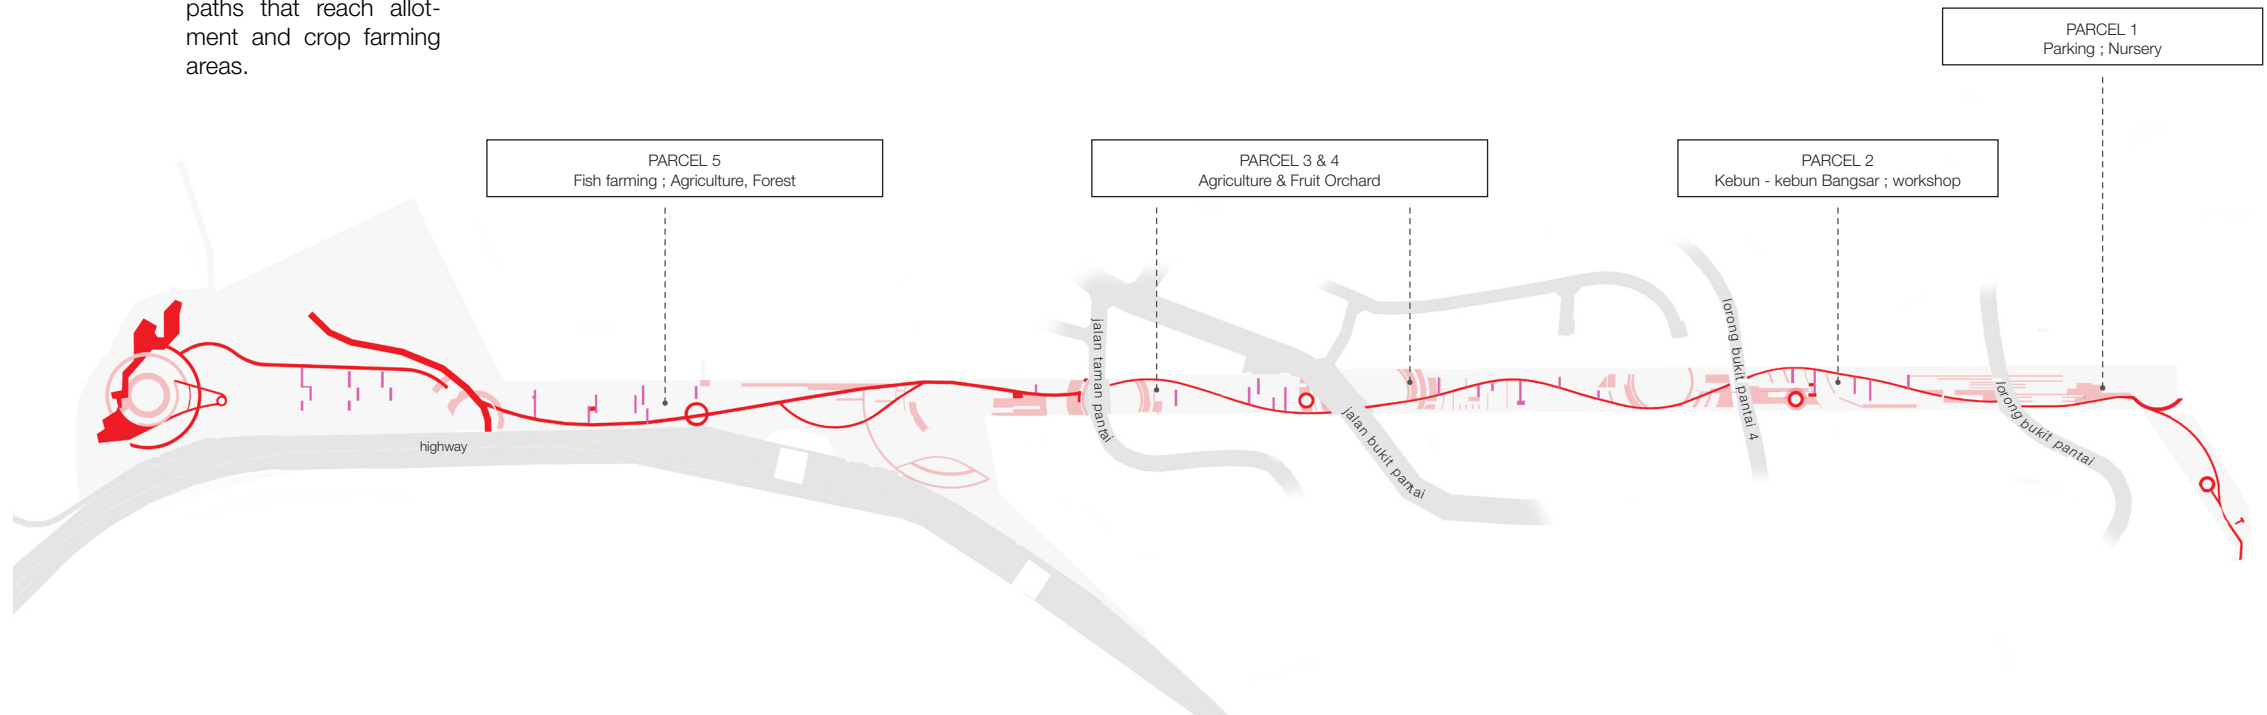 paths that reach allot-
ment and crop farming
areas.
PARCEL 1
Parking ; Nursery
PARCEL 5
Fish farming ; Agriculture, Forest
PARCEL 3 & 4
Agriculture & Fruit Orchard
PARCEL 2
Kebun - kebun Bangsar ; workshop
highway
jalan taman pantai
jalan bukit pantai
lorong bukit pantai 4
lorong bukit pantai